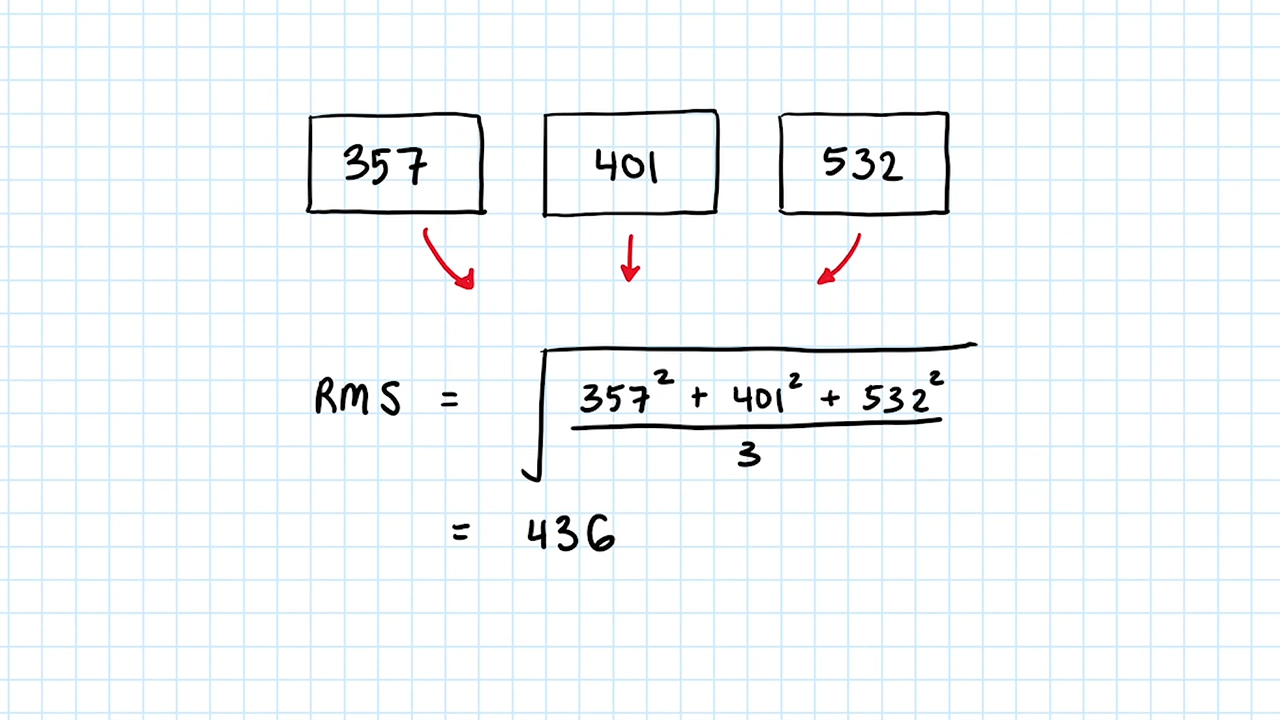 357 401 532
RMS = √ 357² + 401² + 532²
3
= 436